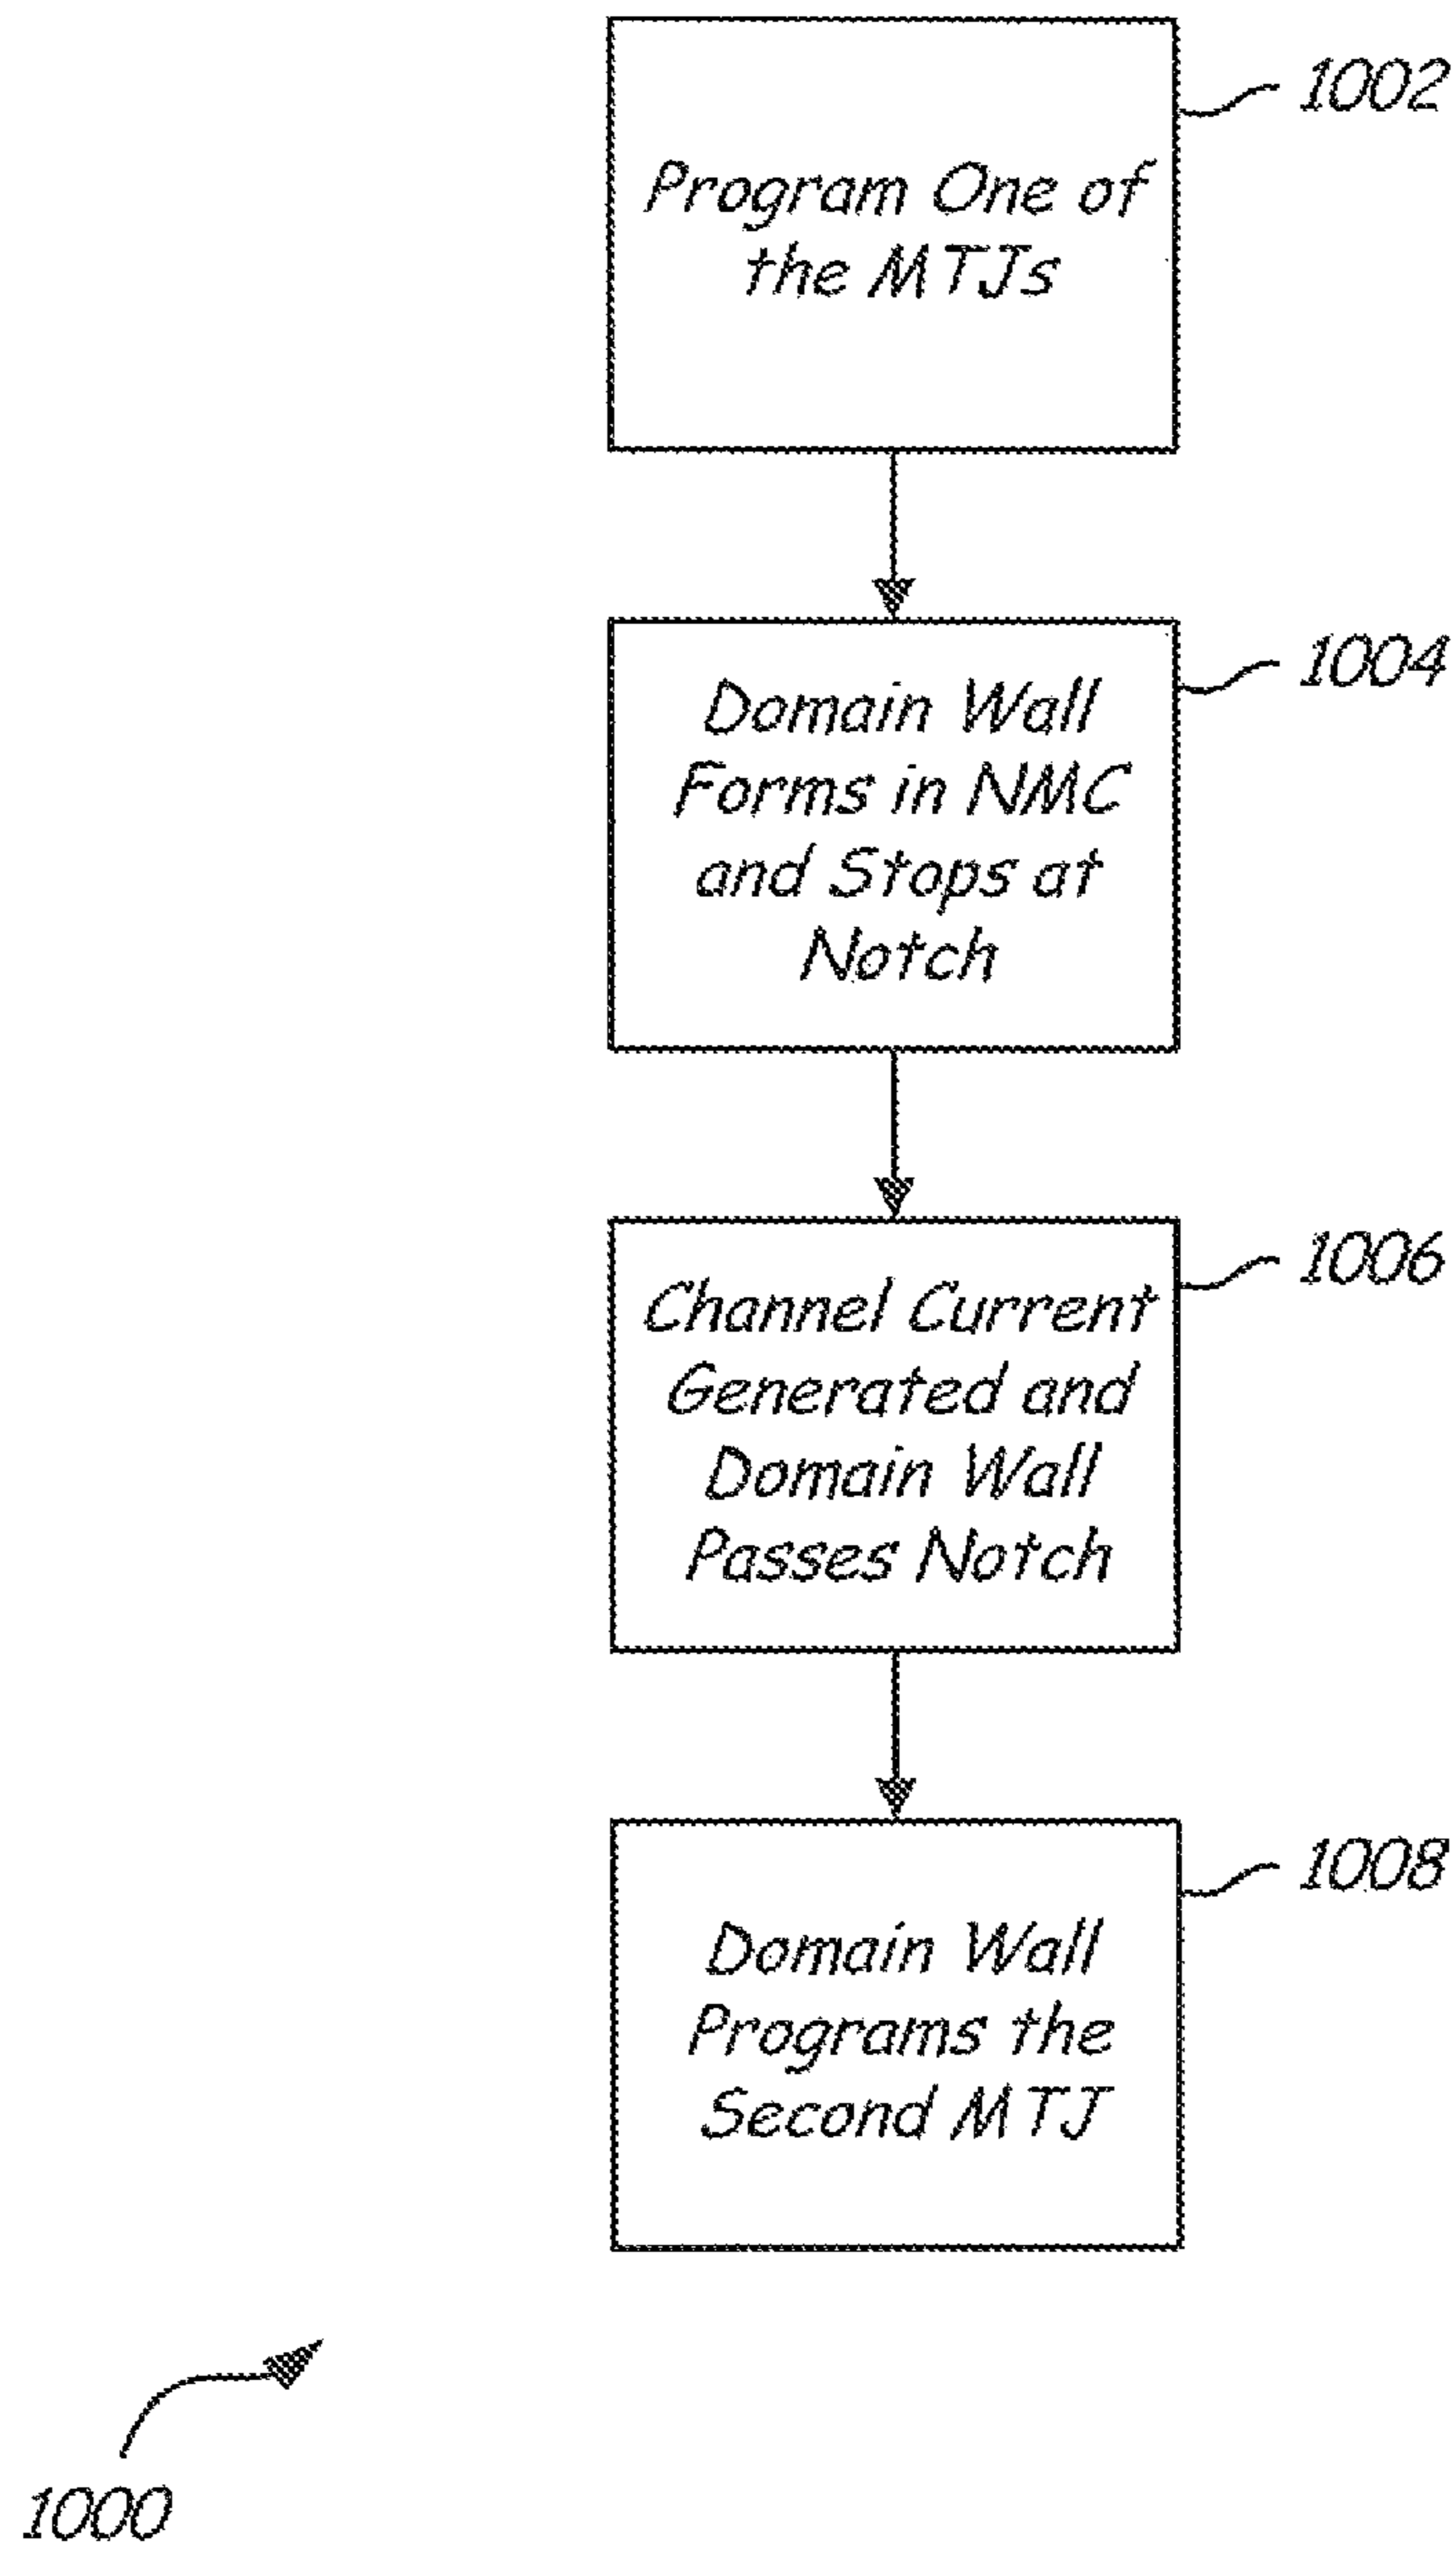 1002
Program One of
the MTJs
1004
Domain Wall
Forms in NMC
and Stops at
Notch
1006
Channel Current
Generated and
Domain Wall
Passes Notch
1008
Domain Wall
Programs the
Second MTJ
1000